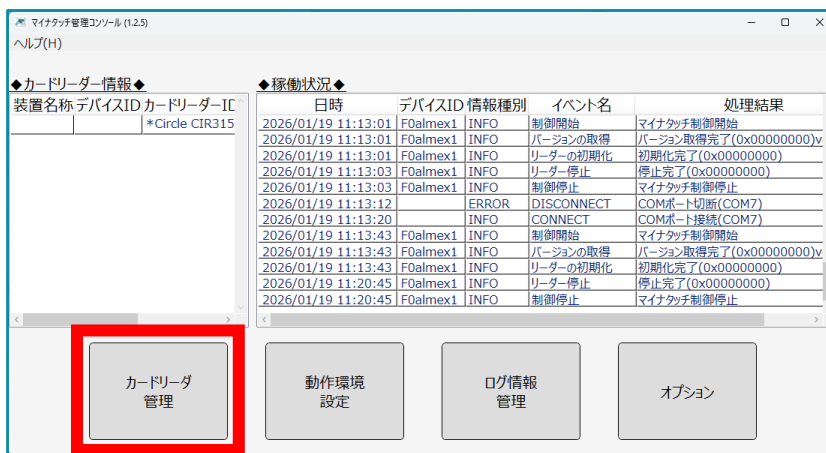 マイナタッチ管理コンソール (1.2.5)
ヘルプ(H)
◆カードリーダー情報◆
装置名称 デバイスID カードリーダーID
*Circle CIR315
◆稼働状況◆
日時 デバイスID 情報種別 イベント名 処理結果
2026/01/19 11:13:01 F0almex1 INFO 制御開始 マイナタッチ制御開始
2026/01/19 11:13:01 F0almex1 INFO バージョンの取得 バージョン取得完了(0x00000000)v
2026/01/19 11:13:01 F0almex1 INFO リーダーの初期化 初期化完了(0x00000000)
2026/01/19 11:13:03 F0almex1 INFO リーダー停止 停止完了(0x00000000)
2026/01/19 11:13:03 F0almex1 INFO 制御停止 マイナタッチ制御停止
2026/01/19 11:13:12 ERROR DISCONNECT COMポート切断(COM7)
2026/01/19 11:13:20 INFO CONNECT COMポート接続(COM7)
2026/01/19 11:13:43 F0almex1 INFO 制御開始 マイナタッチ制御開始
2026/01/19 11:13:43 F0almex1 INFO バージョンの取得 バージョン取得完了(0x00000000)v
2026/01/19 11:13:43 F0almex1 INFO リーダーの初期化 初期化完了(0x00000000)
2026/01/19 11:20:45 F0almex1 INFO リーダー停止 停止完了(0x00000000)
2026/01/19 11:20:45 F0almex1 INFO 制御停止 マイナタッチ制御停止
カードリーダ
管理
動作環境
設定
ログ情報
管理
オプション